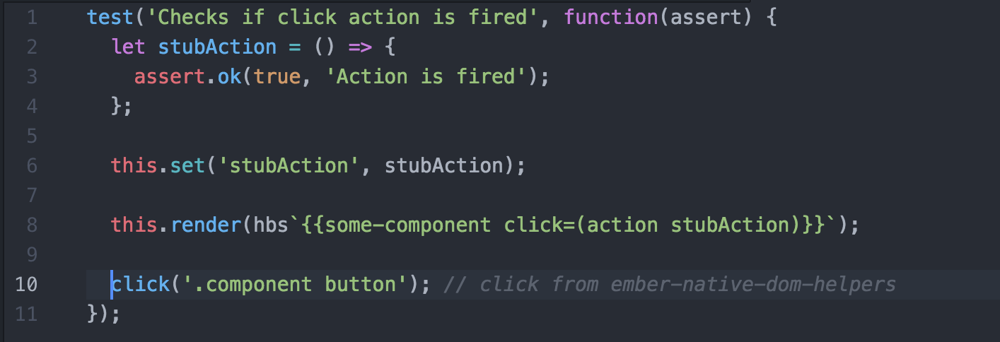 1 test('Checks if click action is fired', function(assert) {
2 let stubAction = () => {
3 assert.ok(true, 'Action is fired');
4 };
5
6 this.set('stubAction', stubAction);
7
8 this.render(hbs`{{some-component click=(action stubAction)}}`);
9
10 click('.component button'); // click from ember-native-dom-helpers
11 });